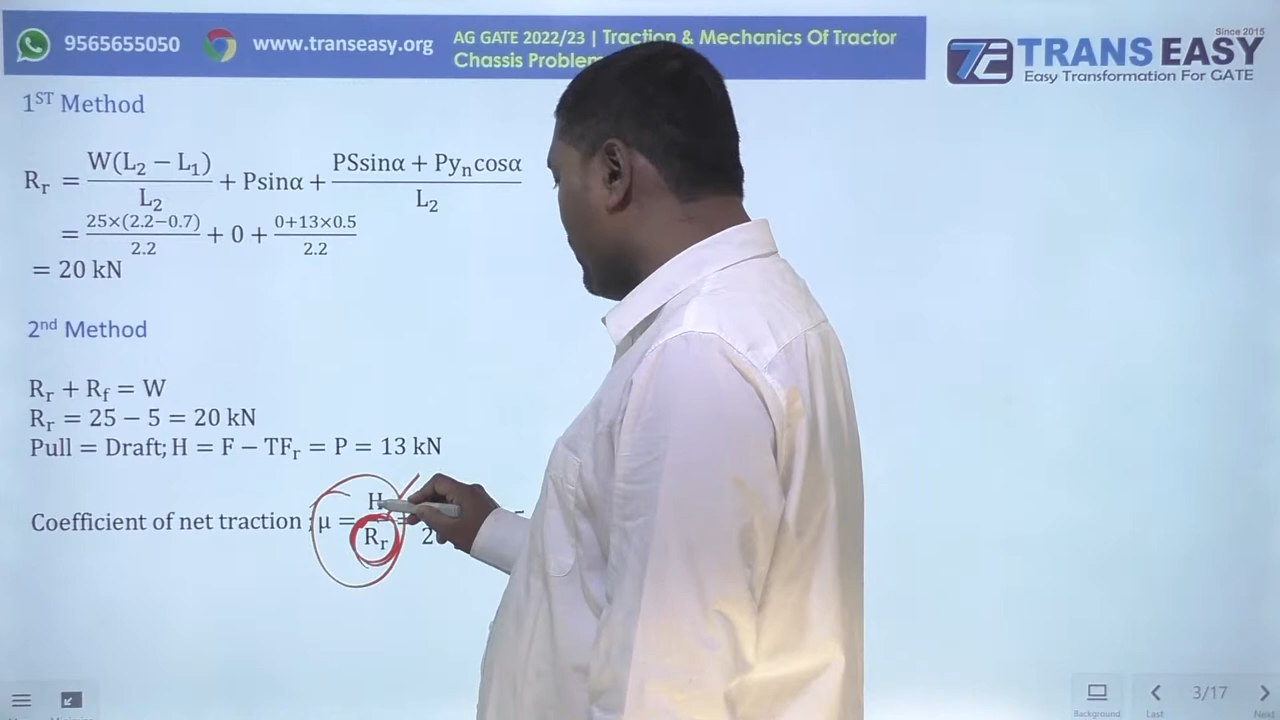 9565655050 www.transeasy.org AG GATE 2022/23 | Traction & Mechanics Of Tractor
Chassis Problem
Since 2015
TRANS EASY
Easy Transformation For GATE
1ST Method
Rr = W(L2 − L1)/L2 + Psinα + (PSsinα + Pyncosα)/L2
= 25×(2.2−0.7)/2.2 + 0 + 0+13×0.5/2.2
= 20 kN
2nd Method
Rr + Rf = W
Rr = 25 − 5 = 20 kN
Pull = Draft; H = F − TFr = P = 13 kN
Coefficient of net traction ; μ = H/Rr =
Background
Last
3/17
Next